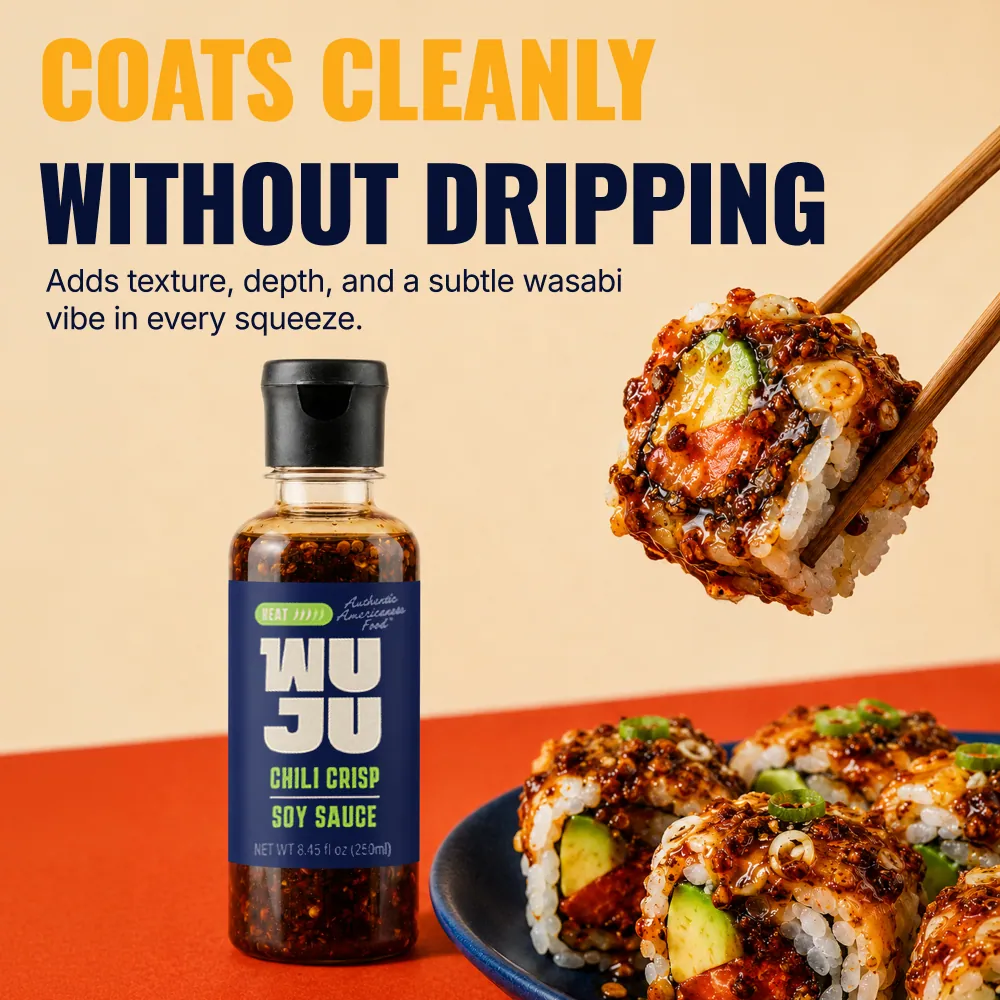 COATS CLEANLY
WITHOUT DRIPPING
Adds texture, depth, and a subtle wasabi
vibe in every squeeze.
HEAT
Authentic
Americanese
Food™
WU
JU
CHILI CRISP
SOY SAUCE
NET WT 8.45 fl oz (250ml)